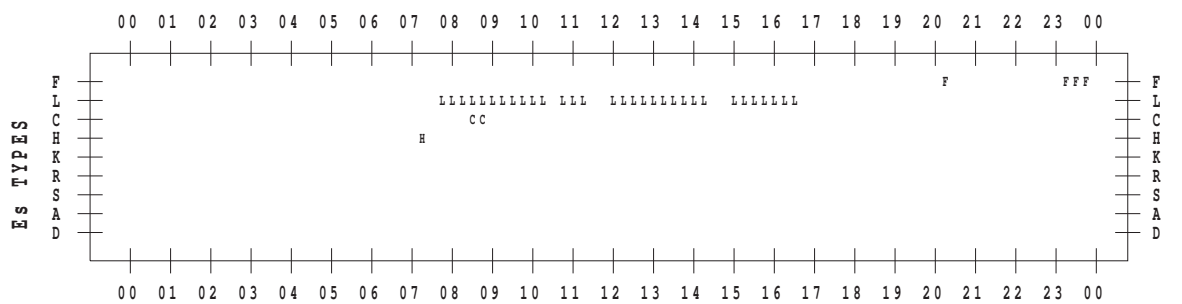 00 01 02 03 04 05 06 07 08 09 10 11 12 13 14 15 16 17 18 19 20 21 22 23 00
F F FFF F
L LLLLLLLLLLL LLL LLLLLLLLLL LLLLLLL L
C CC C
H H H
K K
R R
S S
A A
D D
Es TYPES
00 01 02 03 04 05 06 07 08 09 10 11 12 13 14 15 16 17 18 19 20 21 22 23 00